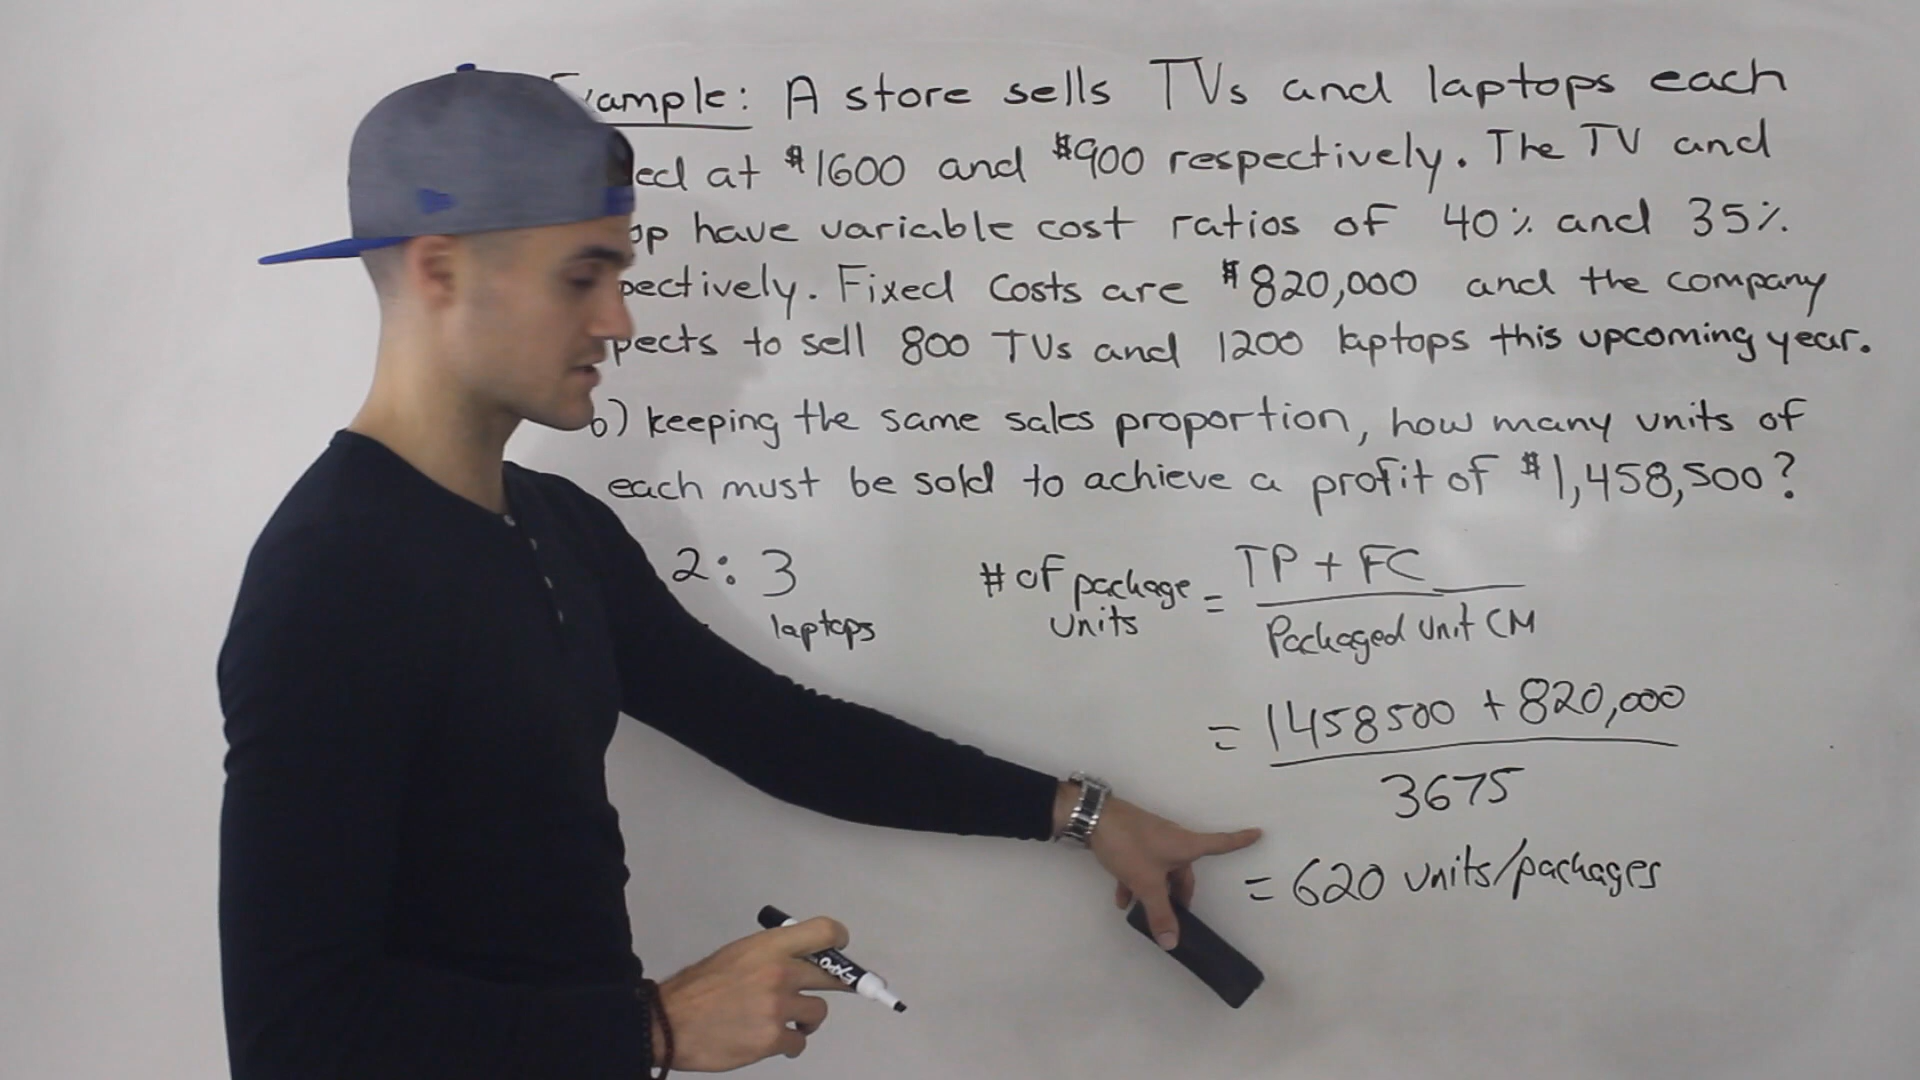 ample: A store sells TVs and laptops each
ed at $1600 and $900 respectively. The TV and
op have variable cost ratios of 40% and 35%
pectively. Fixed Costs are $820,000 and the company
pects to sell 800 TVs and 1200 laptops this upcoming year.
b) keeping the same sales proportion, how many units of
each must be sold to achieve a profit of $1,458,500?
2:3
laptops
# of package units = TP + FC
Packaged Unit CM
= 1458500 + 820,000
3675
= 620 units/packages
EXPO